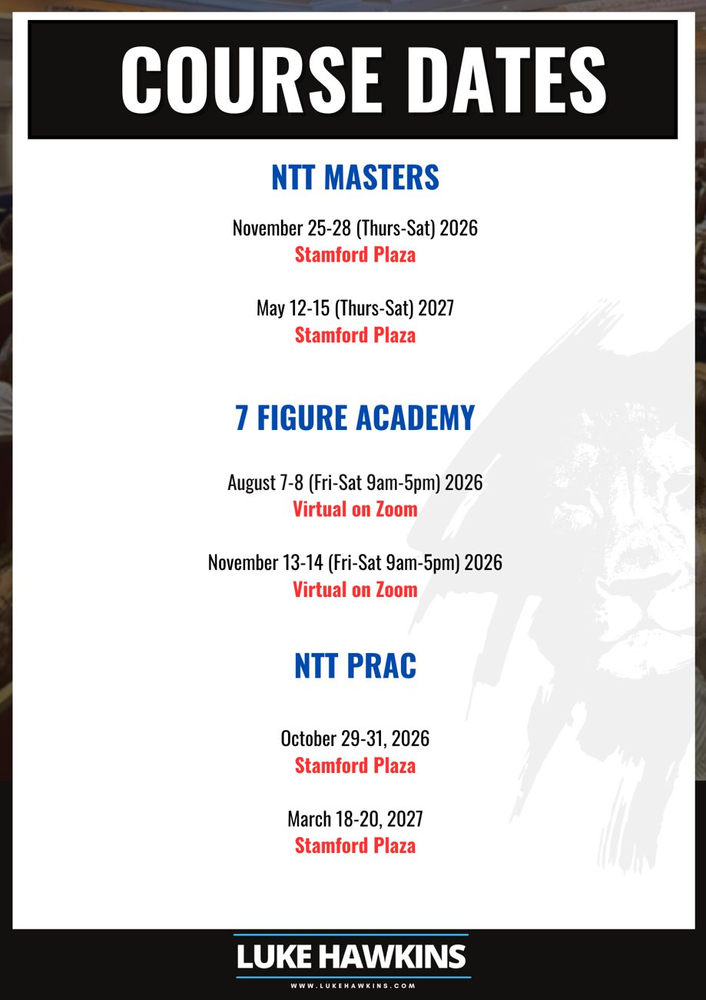 COURSE DATES
NTT MASTERS
November 25-28 (Thurs-Sat) 2026
Stamford Plaza
May 12-15 (Thurs-Sat) 2027
Stamford Plaza
7 FIGURE ACADEMY
August 7-8 (Fri-Sat 9am-5pm) 2026
Virtual on Zoom
November 13-14 (Fri-Sat 9am-5pm) 2026
Virtual on Zoom
NTT PRAC
October 29-31, 2026
Stamford Plaza
March 18-20, 2027
Stamford Plaza
LUKE HAWKINS
WWW.LUKEHAWKINS.COM